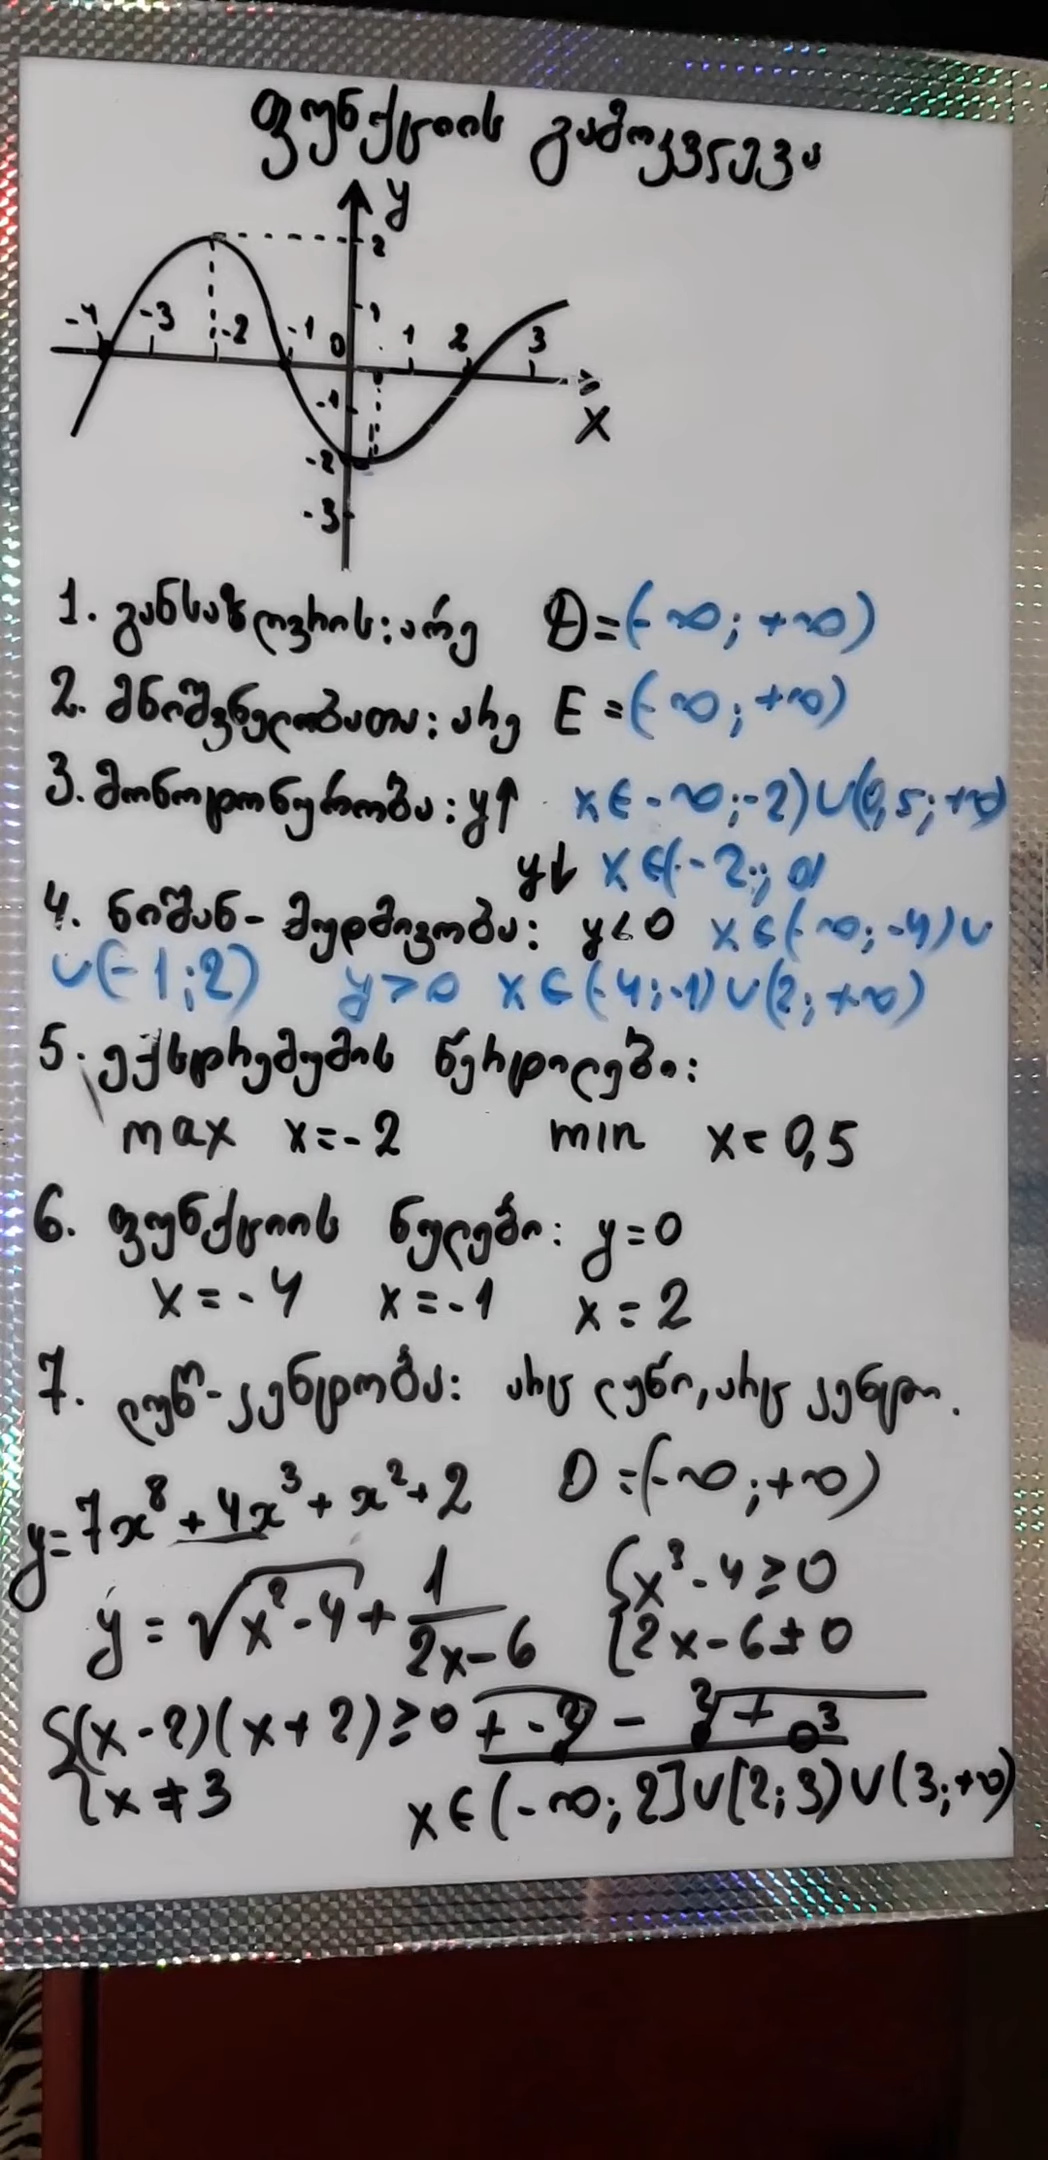 ფუნქციის გამოკვლევა
y
2
1
-4 -3 -2 -1 0 1 2 3
-1
x
-2
-3
1. განსაზღვრის: არე D=(-∞; +∞)
2. მნიშვნელობათა: არე E =(-∞; +∞)
3. მონოტონურობა: y↑ x∈-∞;-2)∪(0,5; +∞)
y↓ x∈(-2;
4. ნიშან-მუდმივობა: y<0 x∈(-∞; -4)∪
∪(-1;2) y>0 x∈(-4;-1)∪(2; +∞)
5. ექსტრემუმის წერტილები:
max x=-2 min x= 0,5
6. ფუნქციის ნულები: y=0
x=-4 x=-1 x=2
7. ლუწ-კენტობა: არც ლუწი, არც კენტი.
y=7x⁸+4x³+x²+2 D=(-∞;+∞)
y=√(x²-4)+1/(2x-6) {x²-4≥0
{2x-6≠0
{(x-2)(x+2)≥0 + -2 - 2 + 3
{x≠3 x∈(-∞; 2]∪[2; 3)∪(3;+∞)